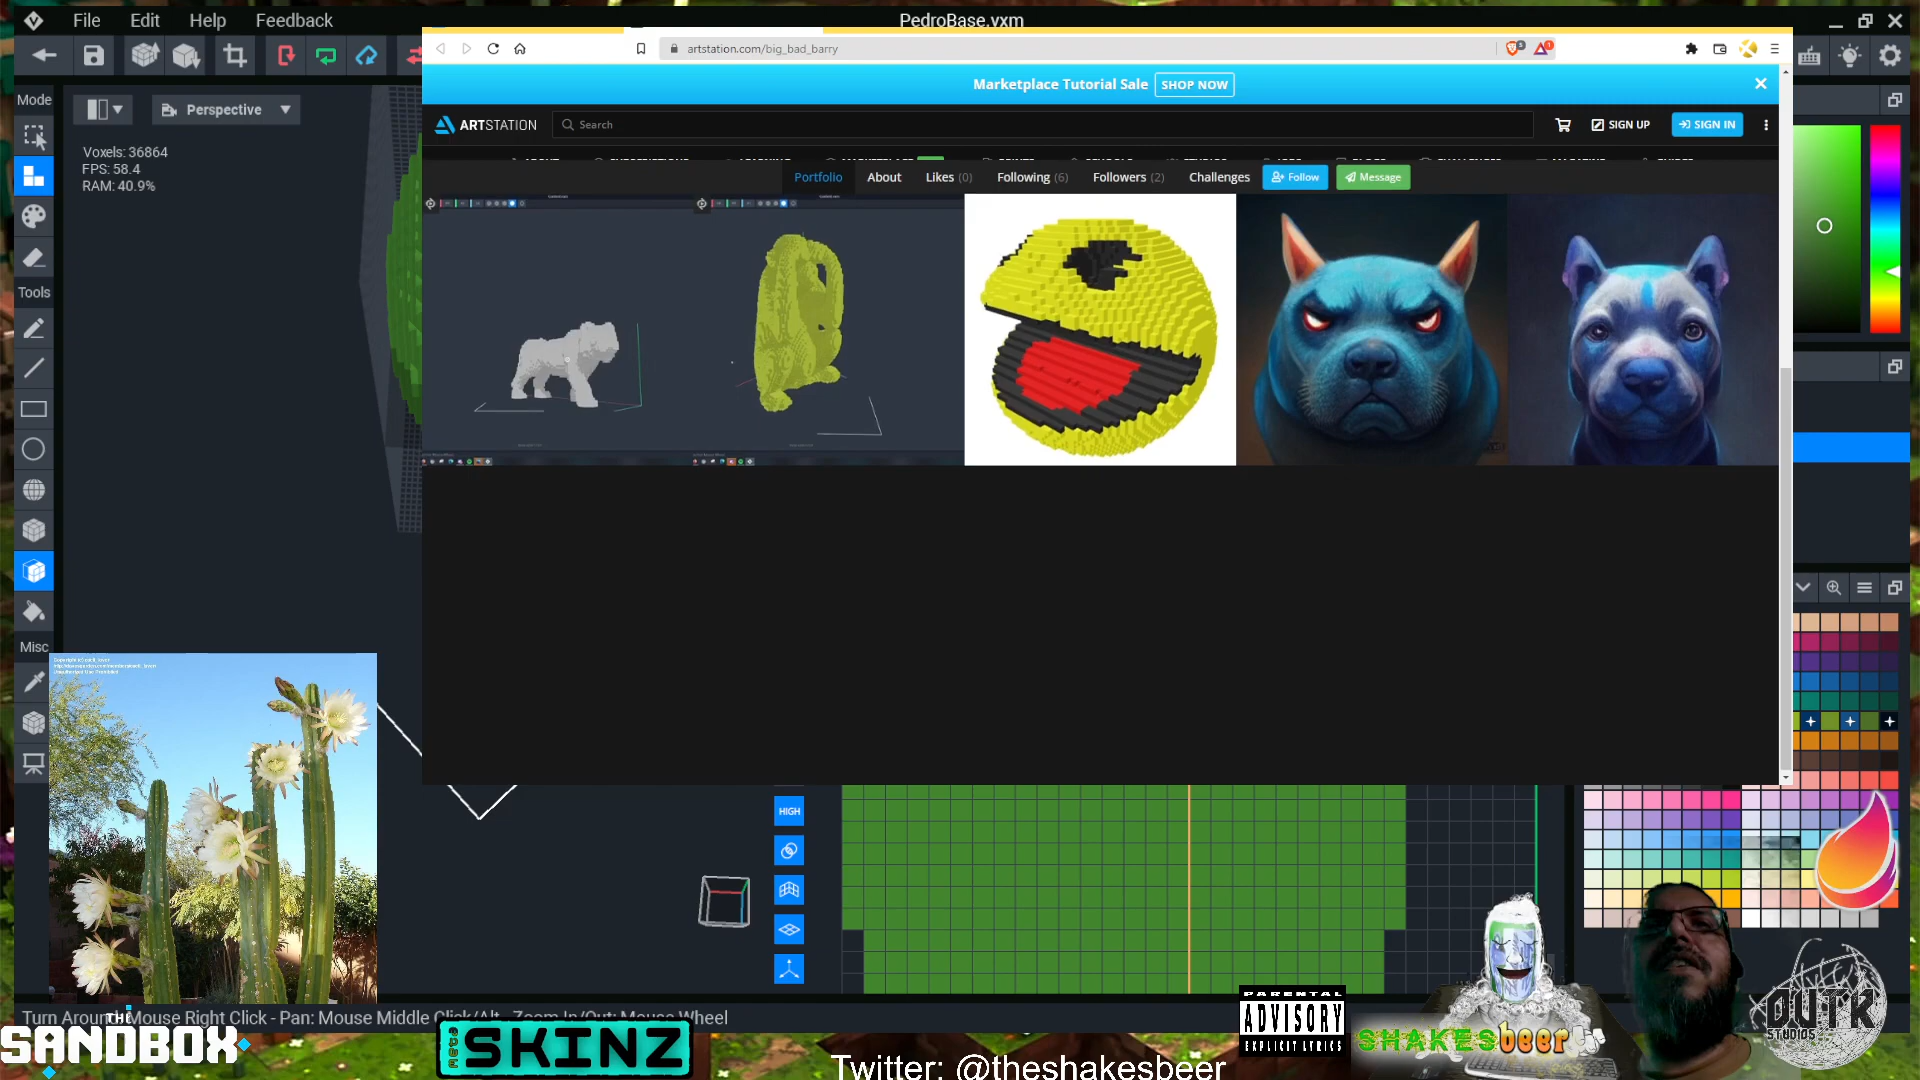 File Edit Help Feedback
PedroBase.vxm
artstation.com/big_bad_barry
Marketplace Tutorial Sale SHOP NOW
ARTSTATION Search SIGN UP SIGN IN
Portfolio About Likes (0) Following (6) Followers (2) Challenges Follow Message
Mode
Perspective
Voxels: 36864
FPS: 58.4
RAM: 40.9%
Tools
Misc
HIGH
Turn Around: Mouse Right Click - Pan: Mouse Middle Click/Alt - Zoom In/Out: Mouse Wheel
THE
SANDBOX
SKINZ
Twitter: @theshakesbeer
PARENTAL
ADVISORY
EXPLICIT LYRICS
SHAKESbeer
OUTR
STUDIOS